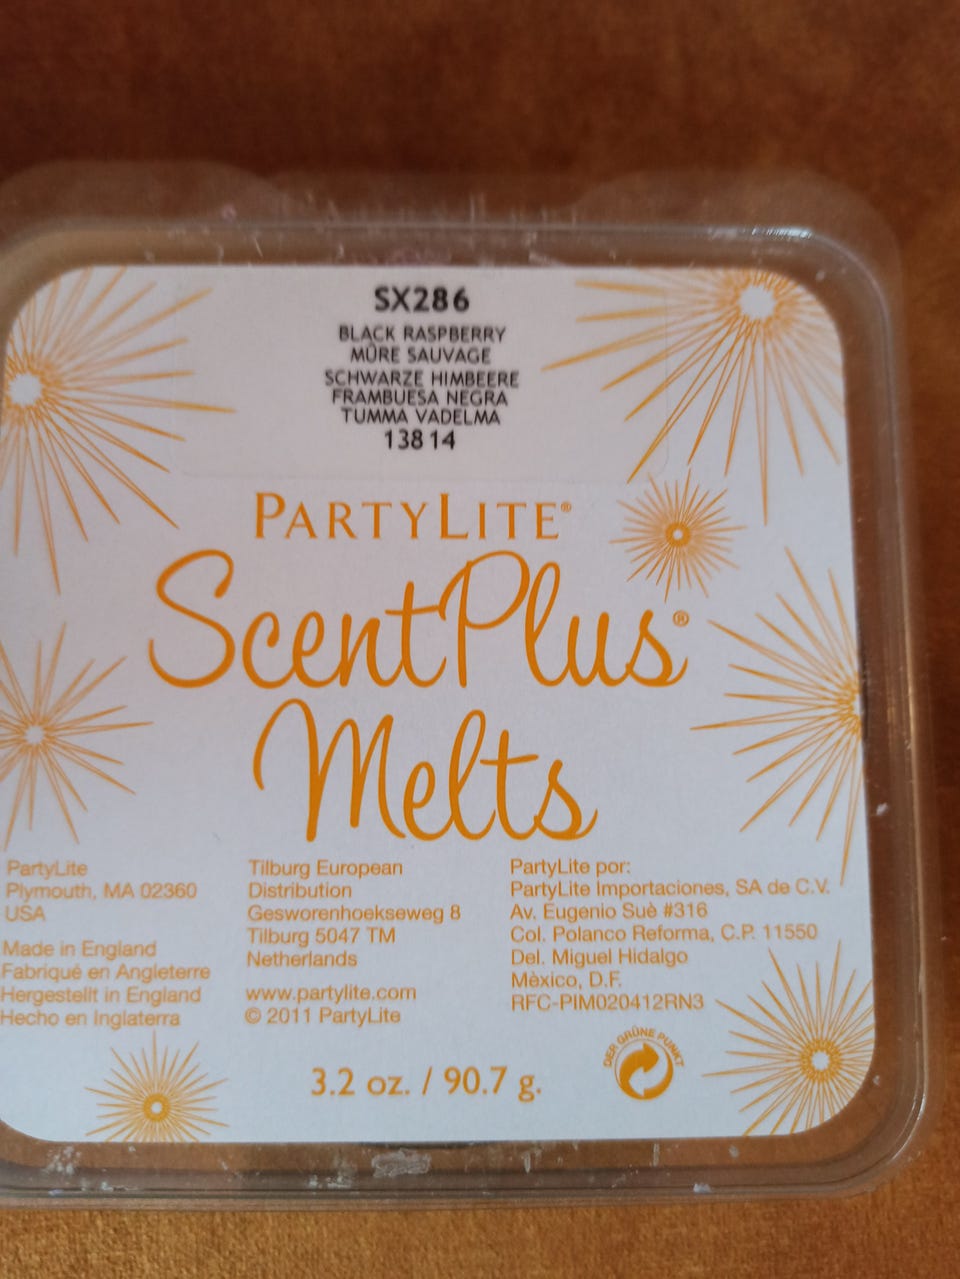 SX286
BLACK RASPBERRY
MÛRE SAUVAGE
SCHWARZE HIMBEERE
FRAMBUESA NEGRA
TUMMA VADELMA
13814
PARTYLITE®
ScentPlus®
Melts
PartyLite
Plymouth, MA 02360
USA
Made in England
Fabriqué en Angleterre
Hergestellt in England
Hecho en Inglaterra
Tilburg European
Distribution
Gesworenhoekseweg 8
Tilburg 5047 TM
Netherlands
www.partylite.com
© 2011 PartyLite
PartyLite por:
PartyLite Importaciones, SA de C.V.
Av. Eugenio Suè #316
Col. Polanco Reforma, C.P. 11550
Del. Miguel Hidalgo
Mèxico, D.F.
RFC-PIM020412RN3
DER GRÜNE PUNKT
3.2 oz. / 90.7 g.